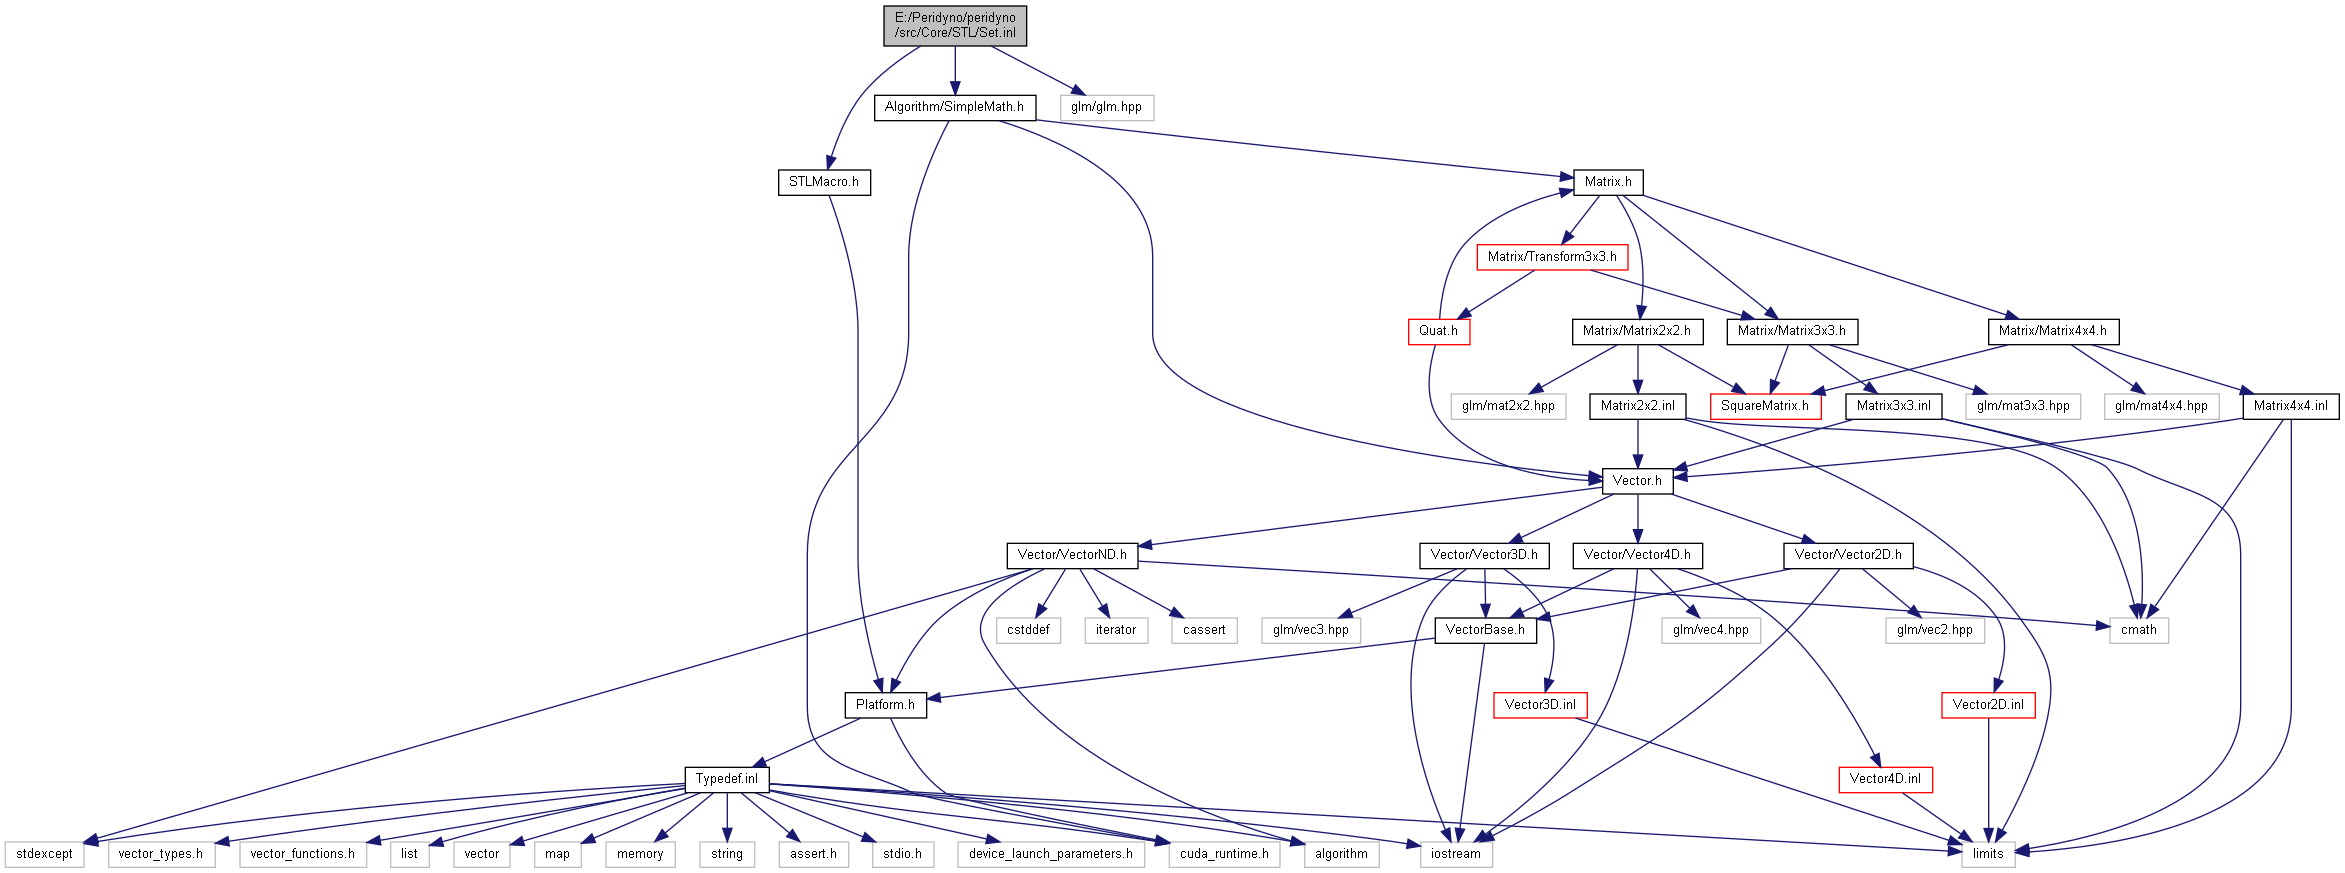 E:/Peridyno/peridyno
/src/Core/STL/Set.inl
Algorithm/SimpleMath.h
glm/glm.hpp
STLMacro.h
Matrix.h
Matrix/Transform3x3.h
Quat.h
Matrix/Matrix2x2.h
Matrix/Matrix3x3.h
Matrix/Matrix4x4.h
glm/mat2x2.hpp
Matrix2x2.inl
SquareMatrix.h
Matrix3x3.inl
glm/mat3x3.hpp
glm/mat4x4.hpp
Matrix4x4.inl
Vector.h
Vector/VectorND.h
Vector/Vector3D.h
Vector/Vector4D.h
Vector/Vector2D.h
cstddef
iterator
cassert
glm/vec3.hpp
VectorBase.h
glm/vec4.hpp
glm/vec2.hpp
cmath
Platform.h
Vector3D.inl
Vector2D.inl
Typedef.inl
Vector4D.inl
stdexcept
vector_types.h
vector_functions.h
list
vector
map
memory
string
assert.h
stdio.h
device_launch_parameters.h
cuda_runtime.h
algorithm
iostream
limits